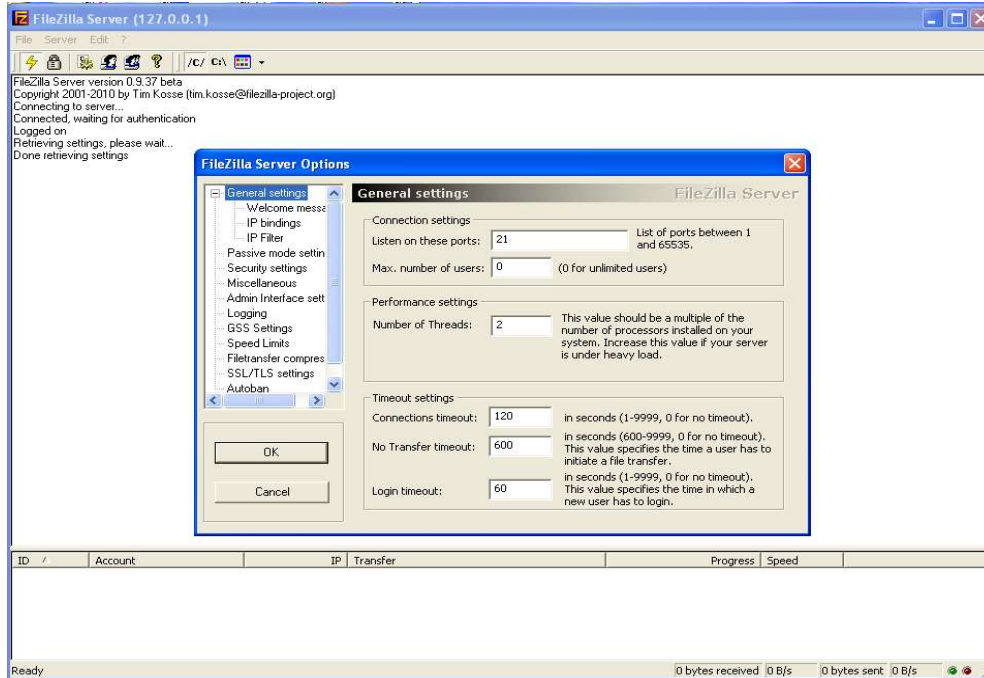 FileZilla Server (127.0.0.1)
File Server Edit ?
/C/ C:\
FileZilla Server version 0.9.37 beta
Copyright 2001-2010 by Tim Kosse (tim.kosse@filezilla-project.org)
Connecting to server...
Connected, waiting for authentication
Logged on
Retrieving settings, please wait...
Done retrieving settings
FileZilla Server Options
General settings
Welcome messa
IP bindings
IP Filter
Passive mode settin
Security settings
Miscellaneous
Admin Interface sett
Logging
GSS Settings
Speed Limits
Filetransfer compres
SSL/TLS settings
Autoban
OK
Cancel
General settings FileZilla Server
Connection settings
Listen on these ports: 21 List of ports between 1
and 65535.
Max. number of users: 0 (0 for unlimited users)
Performance settings
Number of Threads: 2 This value should be a multiple of the
number of processors installed on your
system. Increase this value if your server
is under heavy load.
Timeout settings
Connections timeout: 120 in seconds (1-9999, 0 for no timeout).
No Transfer timeout: 600 in seconds (600-9999, 0 for no timeout).
This value specifies the time a user has to
initiate a file transfer.
Login timeout: 60 in seconds (1-9999, 0 for no timeout).
This value specifies the time in which a
new user has to login.
ID / Account IP Transfer Progress Speed
Ready 0 bytes received 0 B/s 0 bytes sent 0 B/s